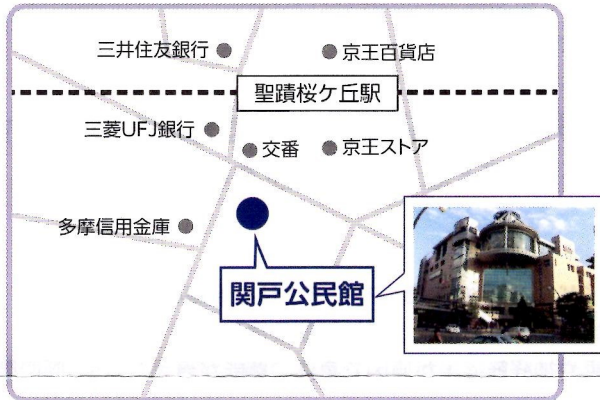 三井住友銀行
京王百貨店
聖蹟桜ケ丘駅
三菱UFJ銀行
交番
京王ストア
多摩信用金庫
関戸公民館